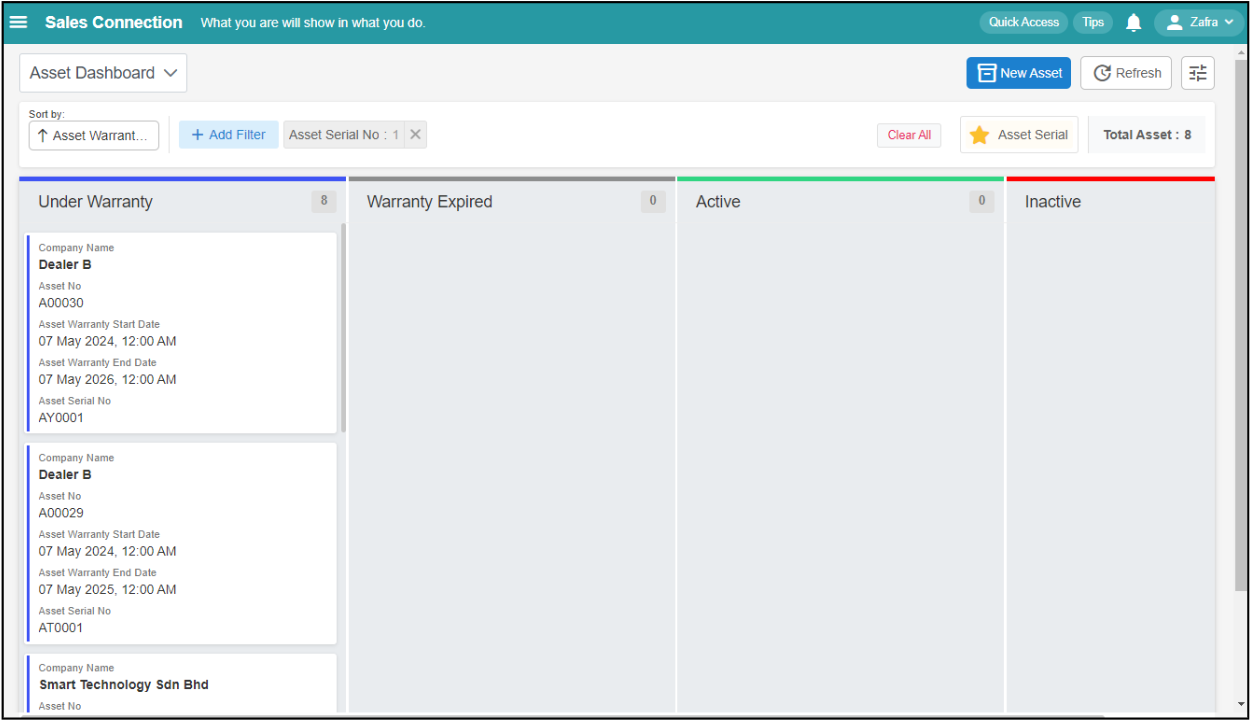 Sales Connection What you are will show in what you do. Quick Access Tips Zafra
Asset Dashboard New Asset Refresh
Sort by:
Asset Warrant... + Add Filter Asset Serial No : 1 Clear All Asset Serial Total Asset : 8
Under Warranty 8 Warranty Expired 0 Active 0 Inactive
Company Name
Dealer B
Asset No
A00030
Asset Warranty Start Date
07 May 2024, 12:00 AM
Asset Warranty End Date
07 May 2026, 12:00 AM
Asset Serial No
AY0001
Company Name
Dealer B
Asset No
A00029
Asset Warranty Start Date
07 May 2024, 12:00 AM
Asset Warranty End Date
07 May 2025, 12:00 AM
Asset Serial No
AT0001
Company Name
Smart Technology Sdn Bhd
Asset No